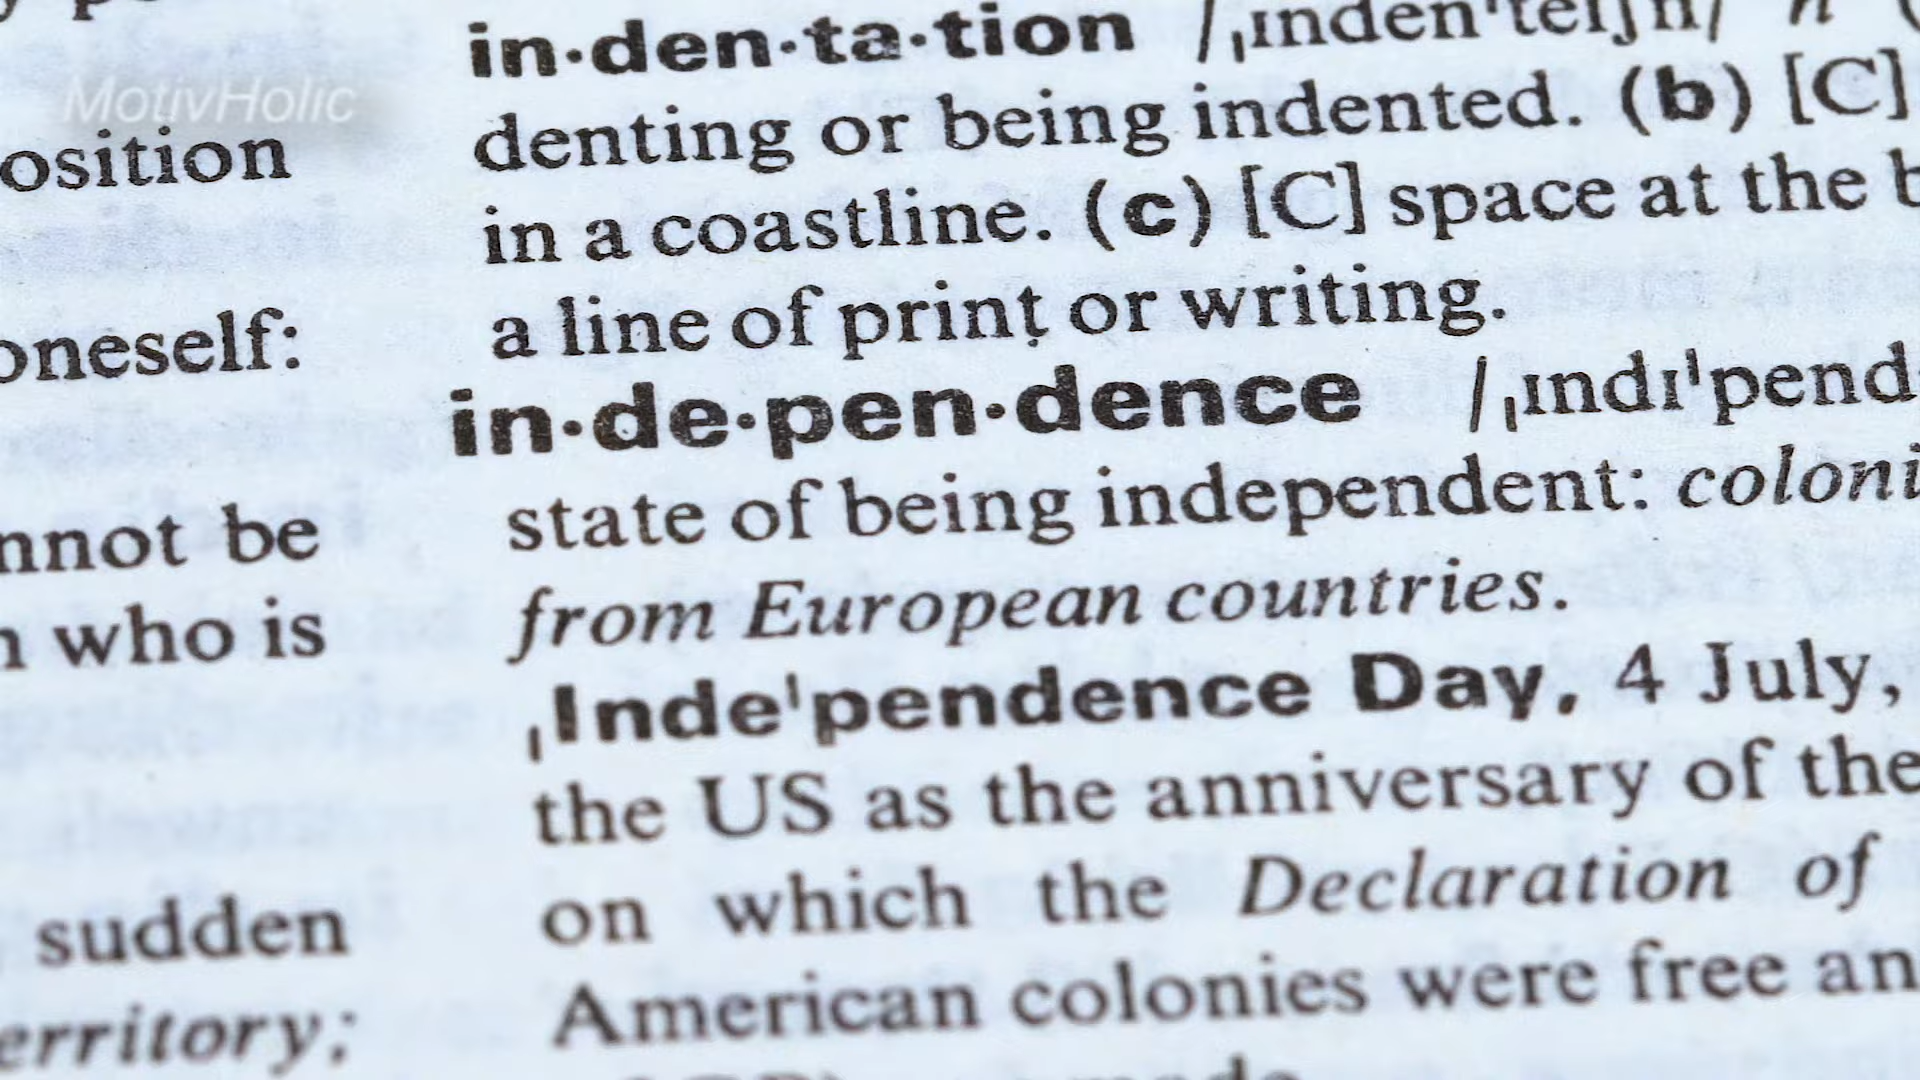 MotivHolic
osition
oneself:
nnot be
who is
sudden
erritory;
in·den·ta·tion /ˌɪndenˈteɪʃn/ n
denting or being indented. (b) [C]
in a coastline. (c) [C] space at the b
a line of print or writing.
in·de·pen·dence /ˌɪndɪˈpend
state of being independent: coloni
from European countries.
ˌIndeˈpendence Day, 4 July,
the US as the anniversary of the
on which the Declaration of
American colonies were free an